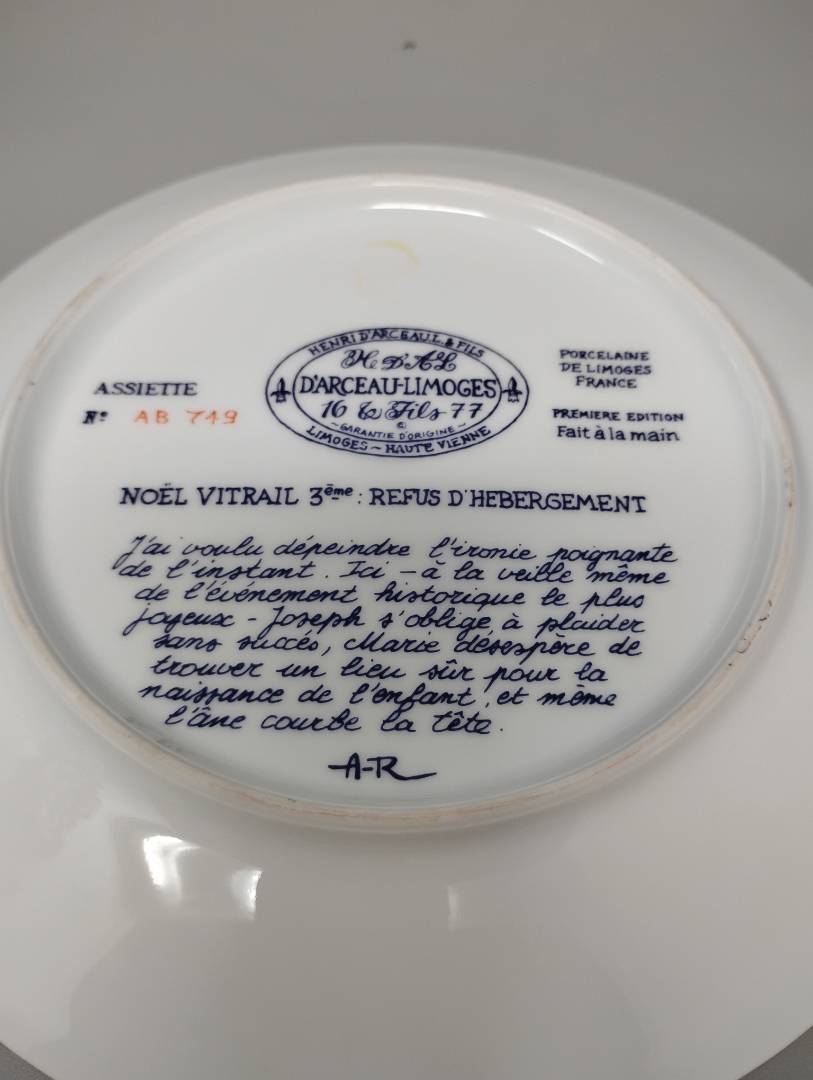 HENRI D'ARCEAU.L. & FILS
H D'A L
D'ARCEAU-LIMOGES
16 & Fils 77
©
~GARANTIE D'ORIGINE~
LIMOGES ~ HAUTE VIENNE
ASSIETTE
No AB 749
PORCELAINE
DE LIMOGES
FRANCE
PREMIERE EDITION
Fait à la main
NOËL VITRAIL 3ème : REFUS D'HEBERGEMENT
J'ai voulu dépeindre l'ironie poignante
de l'instant. Ici – à la veille même
de l'événement historique le plus
joyeux – Joseph s'oblige à plaider
sans succés, Marie désespère de
trouver un lieu sûr pour la
naissance de l'enfant, et même
l'âne courbe la tête.
A-R